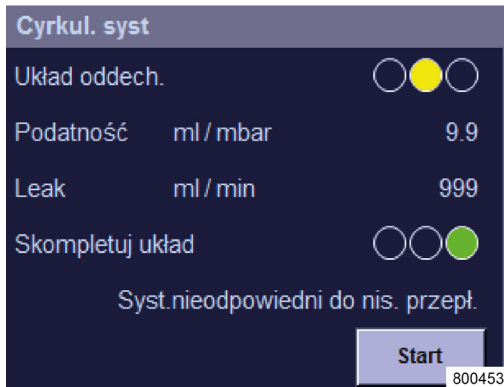 Cyrkul. syst
Układ oddech.
Podatność ml / mbar 9.9
Leak ml / min 999
Skompletuj układ
Syst.nieodpowiedni do nis. przepł.
Start
800453